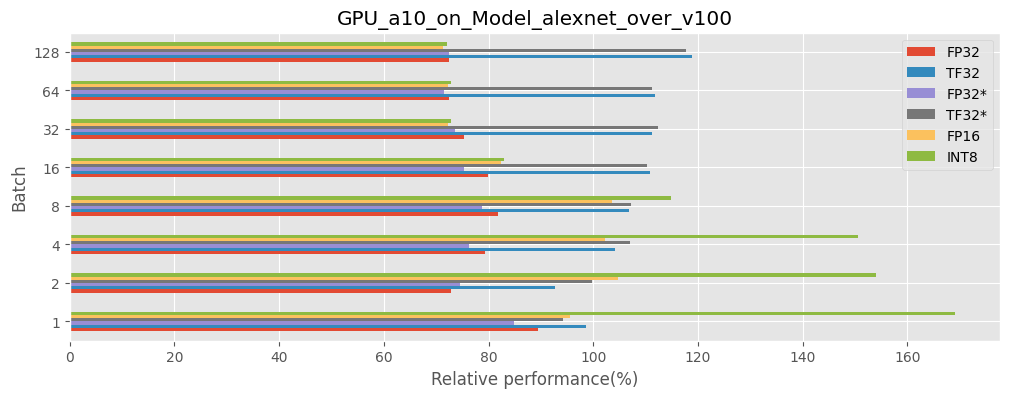 GPU_a10_on_Model_alexnet_over_v100
FP32
TF32
FP32*
TF32*
FP16
INT8
Batch
128
64
32
16
8
4
2
1
0 20 40 60 80 100 120 140 160
Relative performance(%)